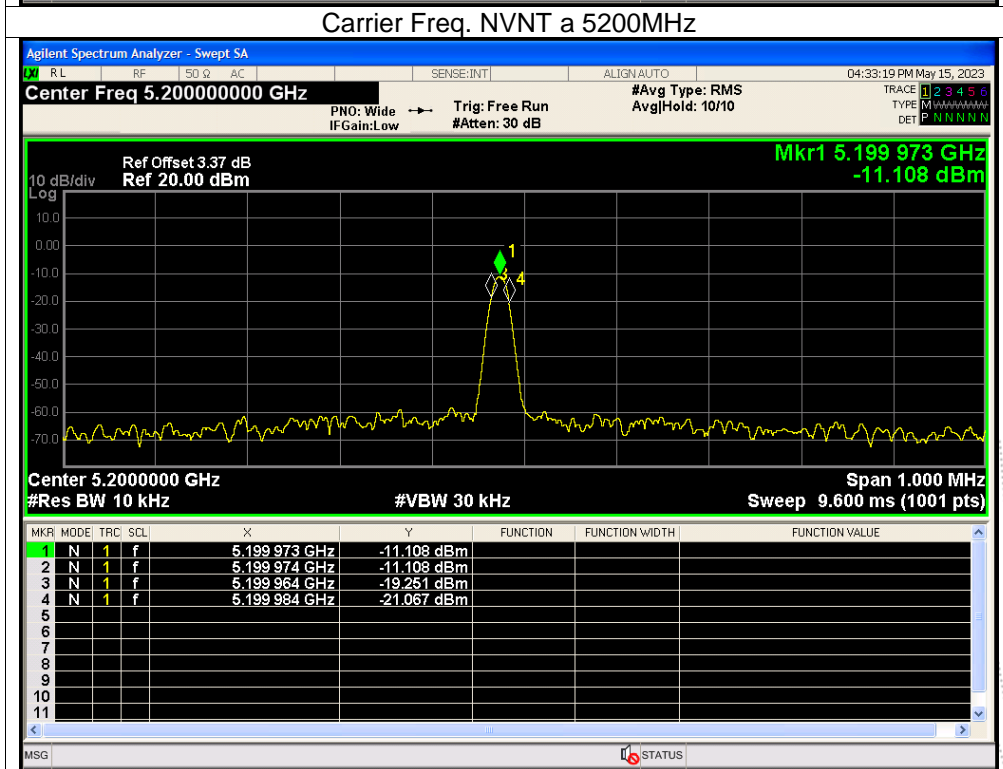 Carrier Freq. NVNT a 5200MHz
Agilent Spectrum Analyzer - Swept SA
LXI RL RF 50 Ω AC SENSE:INT ALIGN AUTO 04:33:19 PM May 15, 2023
Center Freq 5.200000000 GHz #Avg Type: RMS TRACE 1 2 3 4 5 6
PNO: Wide Trig: Free Run Avg|Hold: 10/10 TYPE M WWWWW
IFGain:Low #Atten: 30 dB DET P N N N N N
Mkr1 5.199 973 GHz
Ref Offset 3.37 dB
10 dB/div Ref 20.00 dBm -11.108 dBm
Log
10.0
0.00
1
-10.0
3 4
-20.0
-30.0
-40.0
-50.0
-60.0
-70.0
Center 5.2000000 GHz Span 1.000 MHz
#Res BW 10 kHz #VBW 30 kHz Sweep 9.600 ms (1001 pts)
MKR MODE TRC SCL X Y FUNCTION FUNCTION WIDTH FUNCTION VALUE
1 N 1 f 5.199 973 GHz -11.108 dBm
2 N 1 f 5.199 974 GHz -11.108 dBm
3 N 1 f 5.199 964 GHz -19.251 dBm
4 N 1 f 5.199 984 GHz -21.067 dBm
5
6
7
8
9
10
11
MSG STATUS